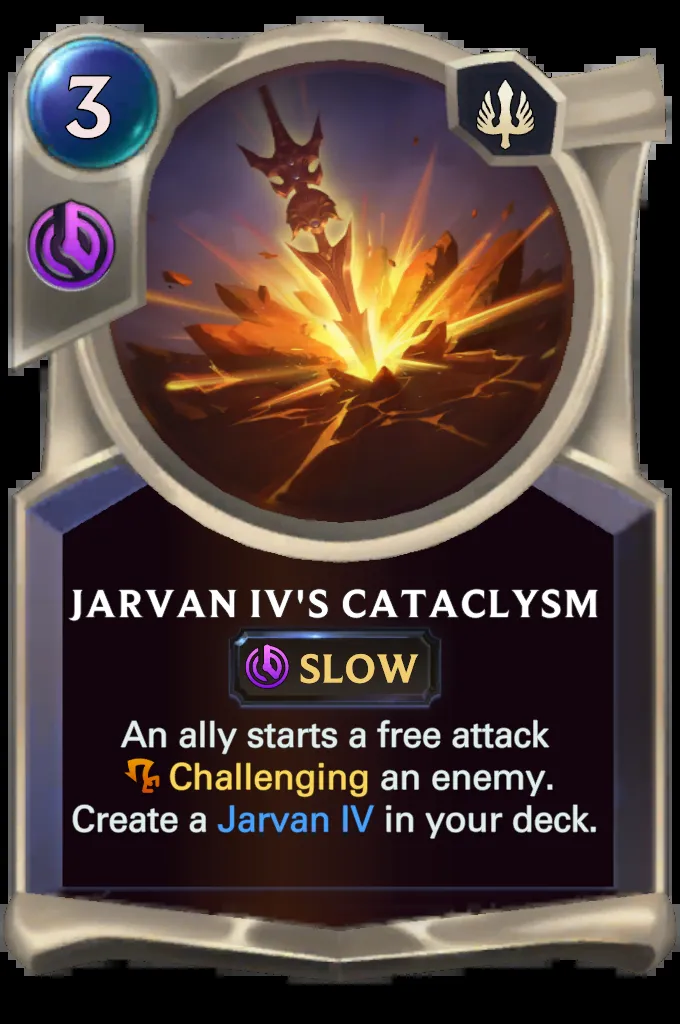 3
JARVAN IV'S CATACLYSM
SLOW
An ally starts a free attack
Challenging an enemy.
Create a Jarvan IV in your deck.